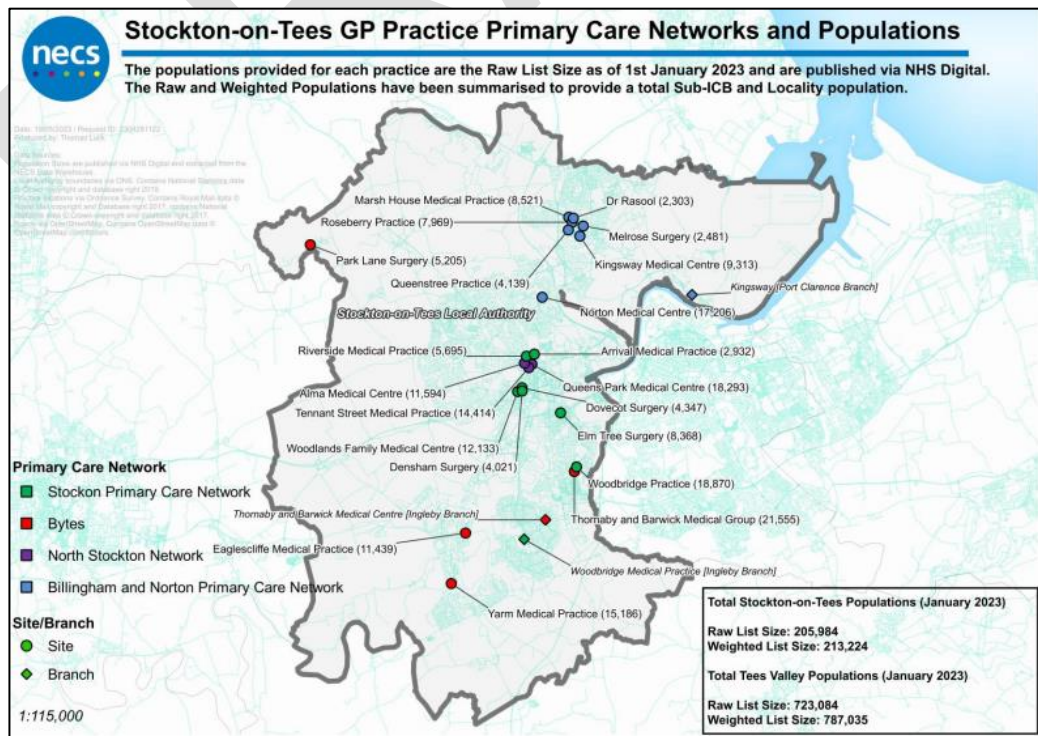 necs
Stockton-on-Tees GP Practice Primary Care Networks and Populations
The populations provided for each practice are the Raw List Size as of 1st January 2023 and are published via NHS Digital.
The Raw and Weighted Populations have been summarised to provide a total Sub-ICB and Locality population.
Produced by: Thomas Luck
Marsh House Medical Practice (8,521)
Dr Rasool (2,303)
Roseberry Practice (7,969)
Melrose Surgery (2,481)
Park Lane Surgery (5,205)
Kingsway Medical Centre (9,313)
Queenstree Practice (4,139)
Kingsway [Port Clarence Branch]
Stockton-on-Tees Local Authority
Norton Medical Centre (17,206)
Riverside Medical Practice (5,695)
Arrival Medical Practice (2,932)
Alma Medical Centre (11,594)
Queens Park Medical Centre (18,293)
Tennant Street Medical Practice (14,414)
Dovecot Surgery (4,347)
Woodlands Family Medical Centre (12,133)
Elm Tree Surgery (8,368)
Densham Surgery (4,021)
Woodbridge Practice (18,870)
Thornaby and Barwick Medical Centre [Ingleby Branch]
Thornaby and Barwick Medical Group (21,555)
Eaglescliffe Medical Practice (11,439)
Woodbridge Medical Practice [Ingleby Branch]
Yarm Medical Practice (15,186)
Primary Care Network
Stockon Primary Care Network
Bytes
North Stockton Network
Billingham and Norton Primary Care Network
Site/Branch
Site
Branch
1:115,000
Total Stockton-on-Tees Populations (January 2023)
Raw List Size: 205,984
Weighted List Size: 213,224
Total Tees Valley Populations (January 2023)
Raw List Size: 723,084
Weighted List Size: 787,035